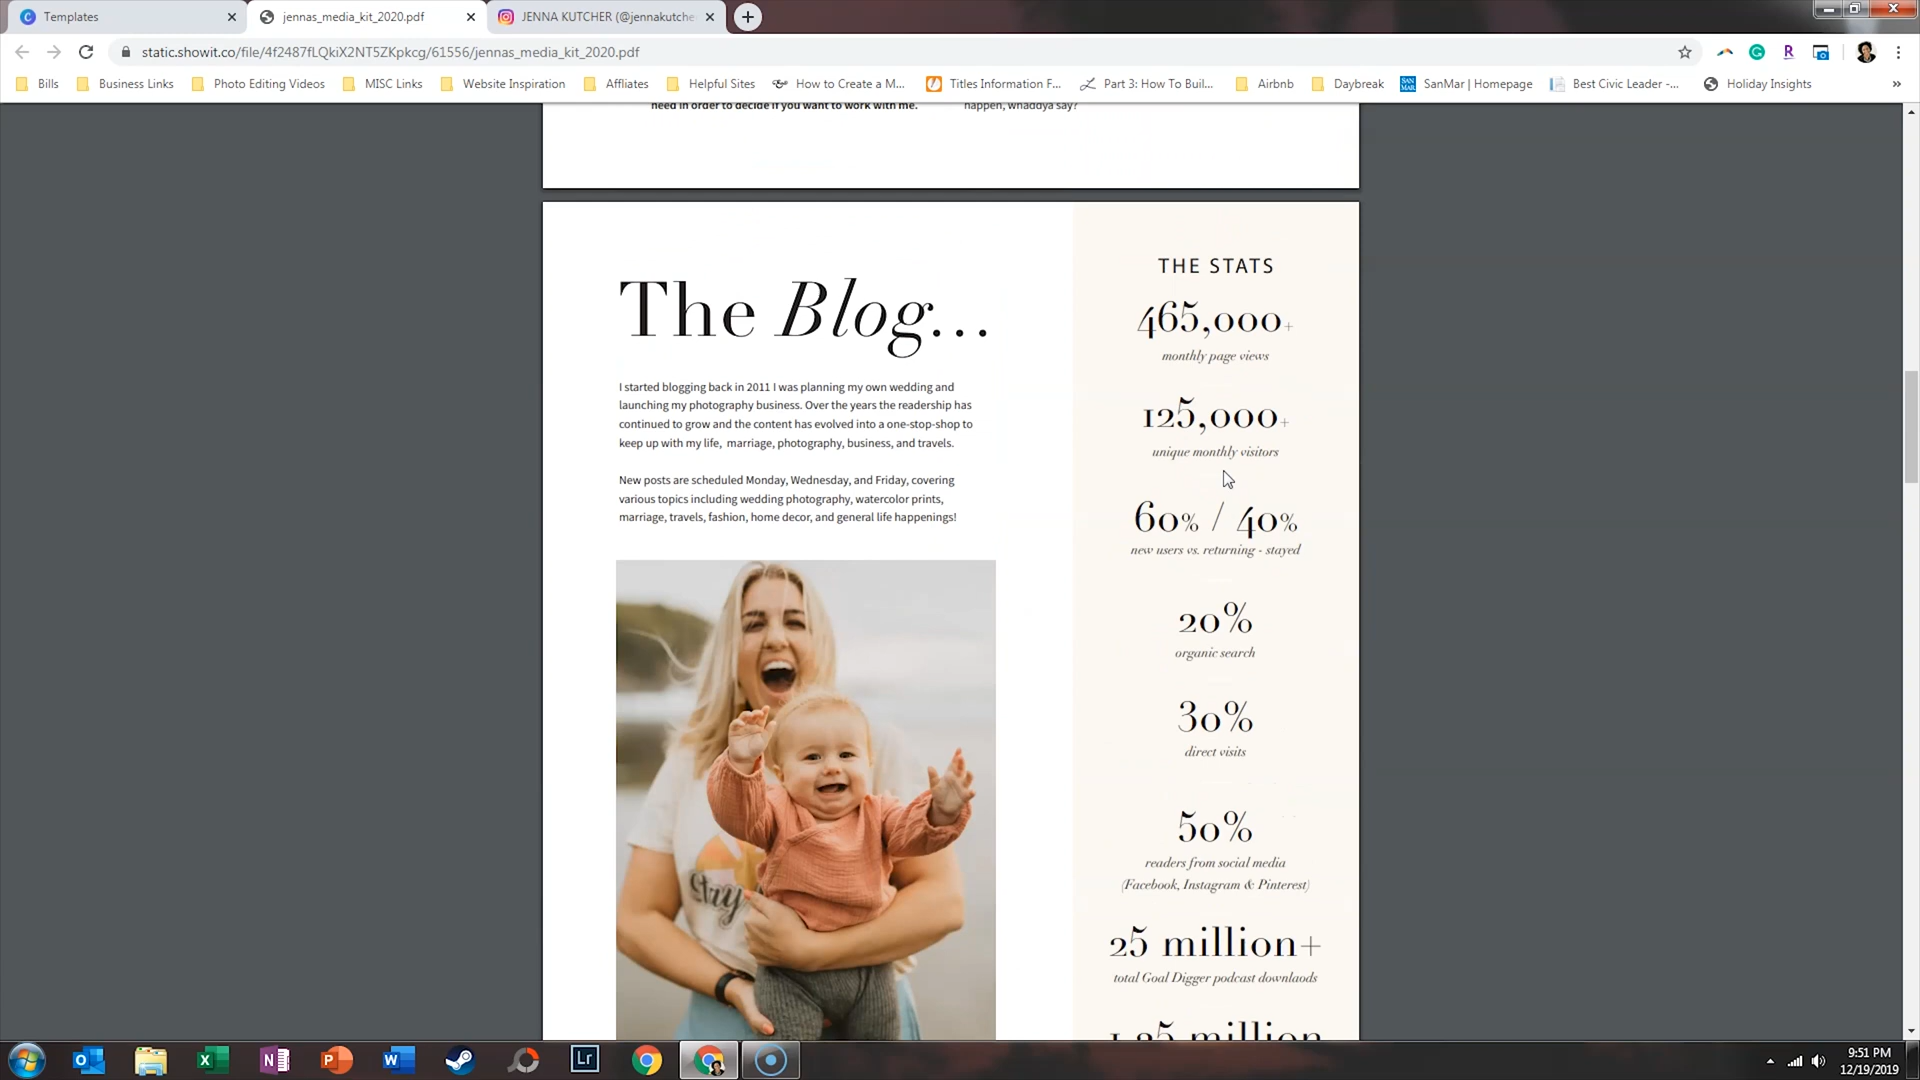 Templates
jennas_media_kit_2020.pdf
JENNA KUTCHER (@jennakutche
static.showit.co/file/4f2487fLQkiX2NT5ZKpkcg/61556/jennas_media_kit_2020.pdf
Bills
Business Links
Photo Editing Videos
MISC Links
Website Inspiration
Affliates
Helpful Sites
How to Create a M...
Titles Information F...
Part 3: How To Buil...
Airbnb
Daybreak
SanMar | Homepage
Best Civic Leader -...
Holiday Insights
need in order to decide if you want to work with me.
happen, whaddya say?
The Blog...
I started blogging back in 2011 I was planning my own wedding and
launching my photography business. Over the years the readership has
continued to grow and the content has evolved into a one-stop-shop to
keep up with my life, marriage, photography, business, and travels.
New posts are scheduled Monday, Wednesday, and Friday, covering
various topics including wedding photography, watercolor prints,
marriage, travels, fashion, home decor, and general life happenings!
THE STATS
465,000+
monthly page views
125,000+
unique monthly visitors
60% / 40%
new users vs. returning - stayed
20%
organic search
30%
direct visits
50%
readers from social media
(Facebook, Instagram & Pinterest)
25 million+
total Goal Digger podcast downlaods
1.25 million
9:51 PM
12/19/2019